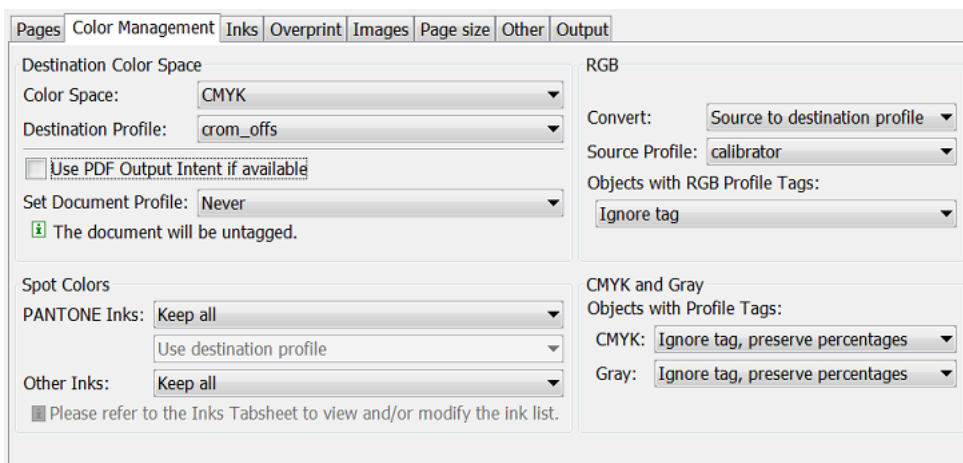 Pages Color Management Inks Overprint Images Page size Other Output
Destination Color Space
Color Space: CMYK
Destination Profile: crom_offs
Use PDF Output Intent if available
Set Document Profile: Never
The document will be untagged.
RGB
Convert: Source to destination profile
Source Profile: calibrator
Objects with RGB Profile Tags:
Ignore tag
Spot Colors
PANTONE Inks: Keep all
Use destination profile
Other Inks: Keep all
Please refer to the Inks Tabsheet to view and/or modify the ink list.
CMYK and Gray
Objects with Profile Tags:
CMYK: Ignore tag, preserve percentages
Gray: Ignore tag, preserve percentages